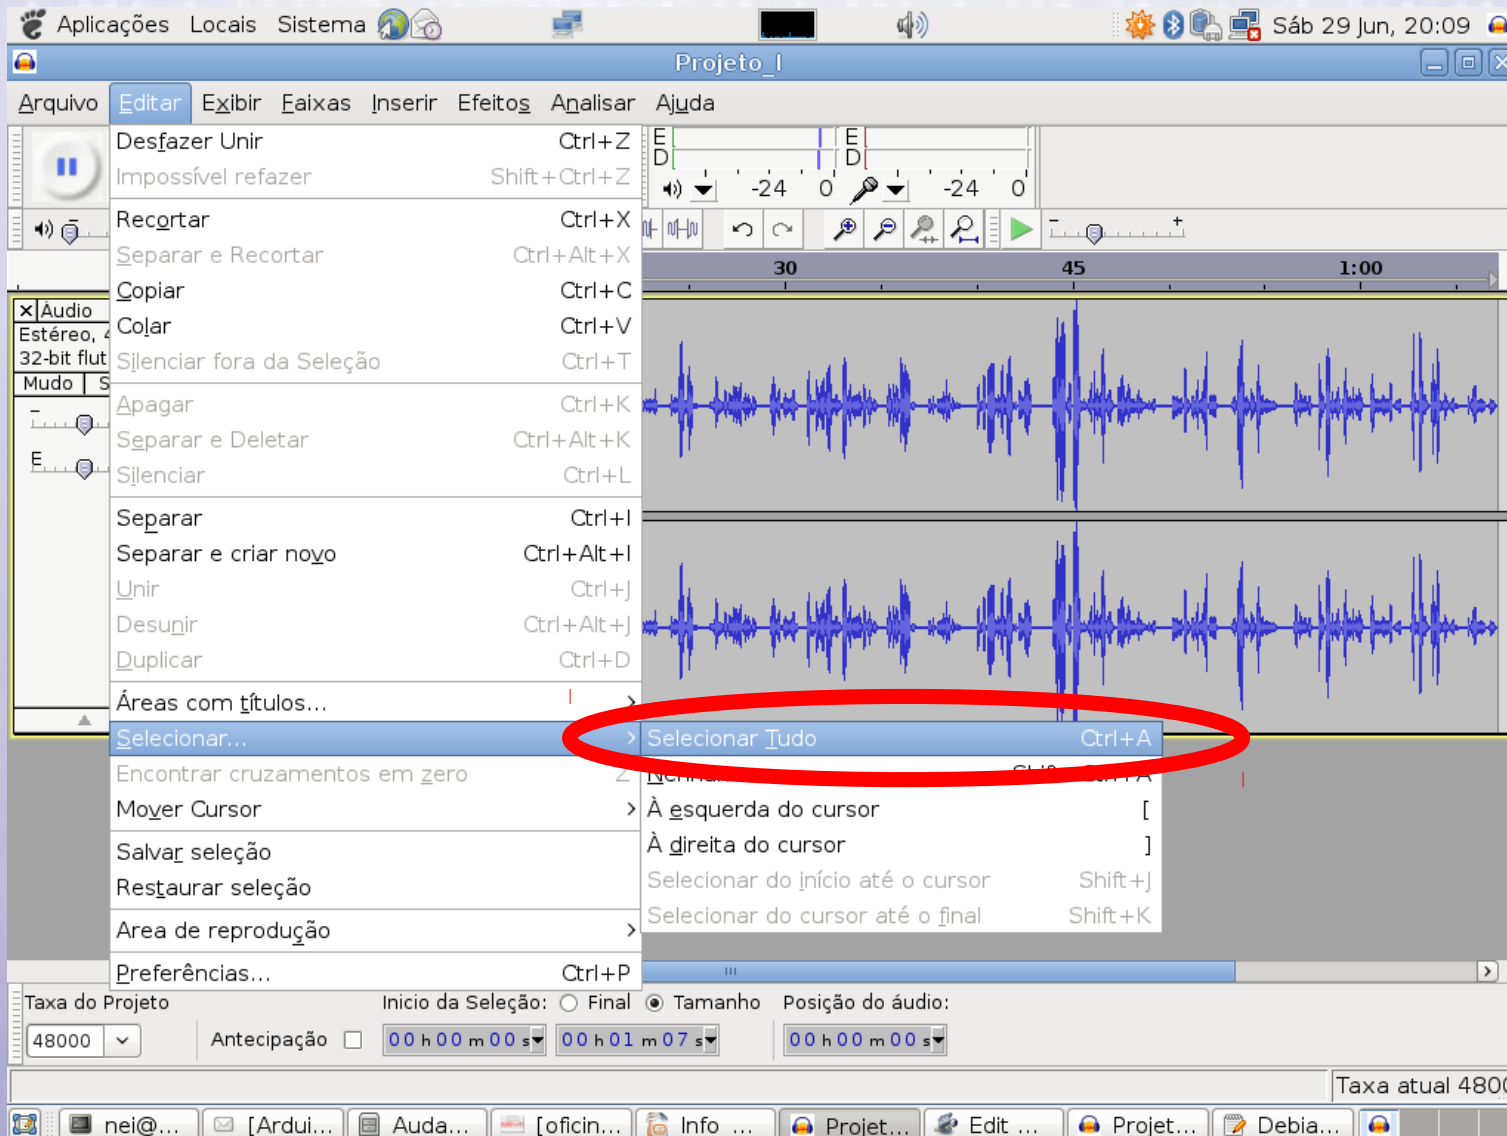 Aplicações Locais Sistema Sáb 29 Jun, 20:09
Projeto_I
Arquivo Editar Exibir Faixas Inserir Efeitos Analisar Ajuda
Desfazer Unir Ctrl+Z
Impossível refazer Shift+Ctrl+Z
Recortar Ctrl+X
Separar e Recortar Ctrl+Alt+X
Copiar Ctrl+C
Colar Ctrl+V
Silenciar fora da Seleção Ctrl+T
Apagar Ctrl+K
Separar e Deletar Ctrl+Alt+K
Silenciar Ctrl+L
Separar Ctrl+I
Separar e criar novo Ctrl+Alt+I
Unir Ctrl+J
Desunir Ctrl+Alt+J
Duplicar Ctrl+D
Áreas com títulos...
Selecionar...
Encontrar cruzamentos em zero Z
Mover Cursor
Salvar seleção
Restaurar seleção
Area de reprodução
Preferências... Ctrl+P
E E
D D
-24 0 -24 0
- +
30 45 1:00
Áudio
Estéreo, 4
32-bit flut
Mudo S
-
E
Selecionar Tudo Ctrl+A
À esquerda do cursor [
À direita do cursor ]
Selecionar do início até o cursor Shift+J
Selecionar do cursor até o final Shift+K
Taxa do Projeto Inicio da Seleção: Final Tamanho Posição do áudio:
48000 Antecipação 00 h 00 m 00 s 00 h 01 m 07 s 00 h 00 m 00 s
Taxa atual 4800
nei@... [Ardui... Auda... [oficin... Info ... Projet... Edit ... Projet... Debia...